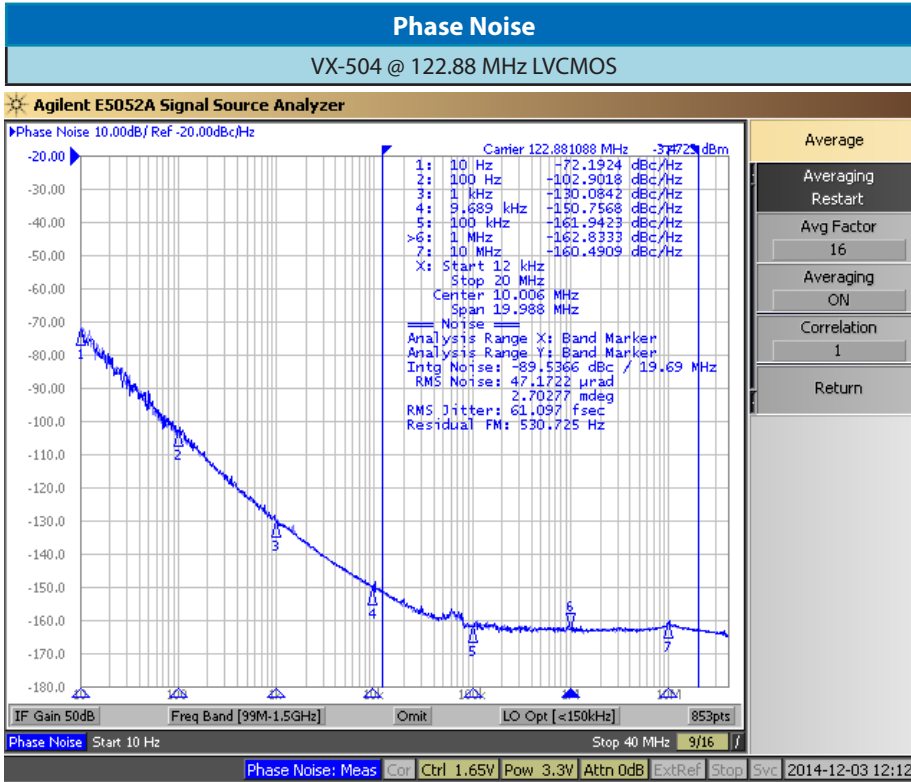 Phase Noise
VX-504 @ 122.88 MHz LVCMOS
Agilent E5052A Signal Source Analyzer
Phase Noise 10.00dB/ Ref -20.00dBc/Hz
Carrier 122.881088 MHz dBm
1: 10 Hz -72.1924 dBc/Hz
2: 100 Hz -102.9018 dBc/Hz
3: 1 kHz -130.0842 dBc/Hz
4: 9.689 kHz -150.7568 dBc/Hz
5: 100 kHz -161.9423 dBc/Hz
>6: 1 MHz -162.8333 dBc/Hz
7: 10 MHz -160.4909 dBc/Hz
X: Start 12 kHz
Stop 20 MHz
Center 10.006 MHz
Span 19.988 MHz
=== Noise ===
Analysis Range X: Band Marker
Analysis Range Y: Band Marker
Intg Noise: -89.5366 dBc / 19.69 MHz
RMS Noise: 47.1722 µrad
2.70277 mdeg
RMS Jitter: 61.097 fsec
Residual FM: 530.725 Hz
-20.00
-30.00
-40.00
-50.00
-60.00
-70.00
-80.00
-90.00
-100.0
-110.0
-120.0
-130.0
-140.0
-150.0
-160.0
-170.0
-180.0
1
2
3
4
5
6
7
IF Gain 50dB
Freq Band [99M-1.5GHz]
Omit
LO Opt [<150kHz]
853pts
Phase Noise
Start 10 Hz
Stop 40 MHz
9/16
Phase Noise: Meas
Cor
Ctrl 1.65V
Pow 3.3V
Attn 0dB
ExtRef
Stop
Svc
2014-12-03 12:12
Average
Averaging
Restart
Avg Factor
16
Averaging
ON
Correlation
1
Return